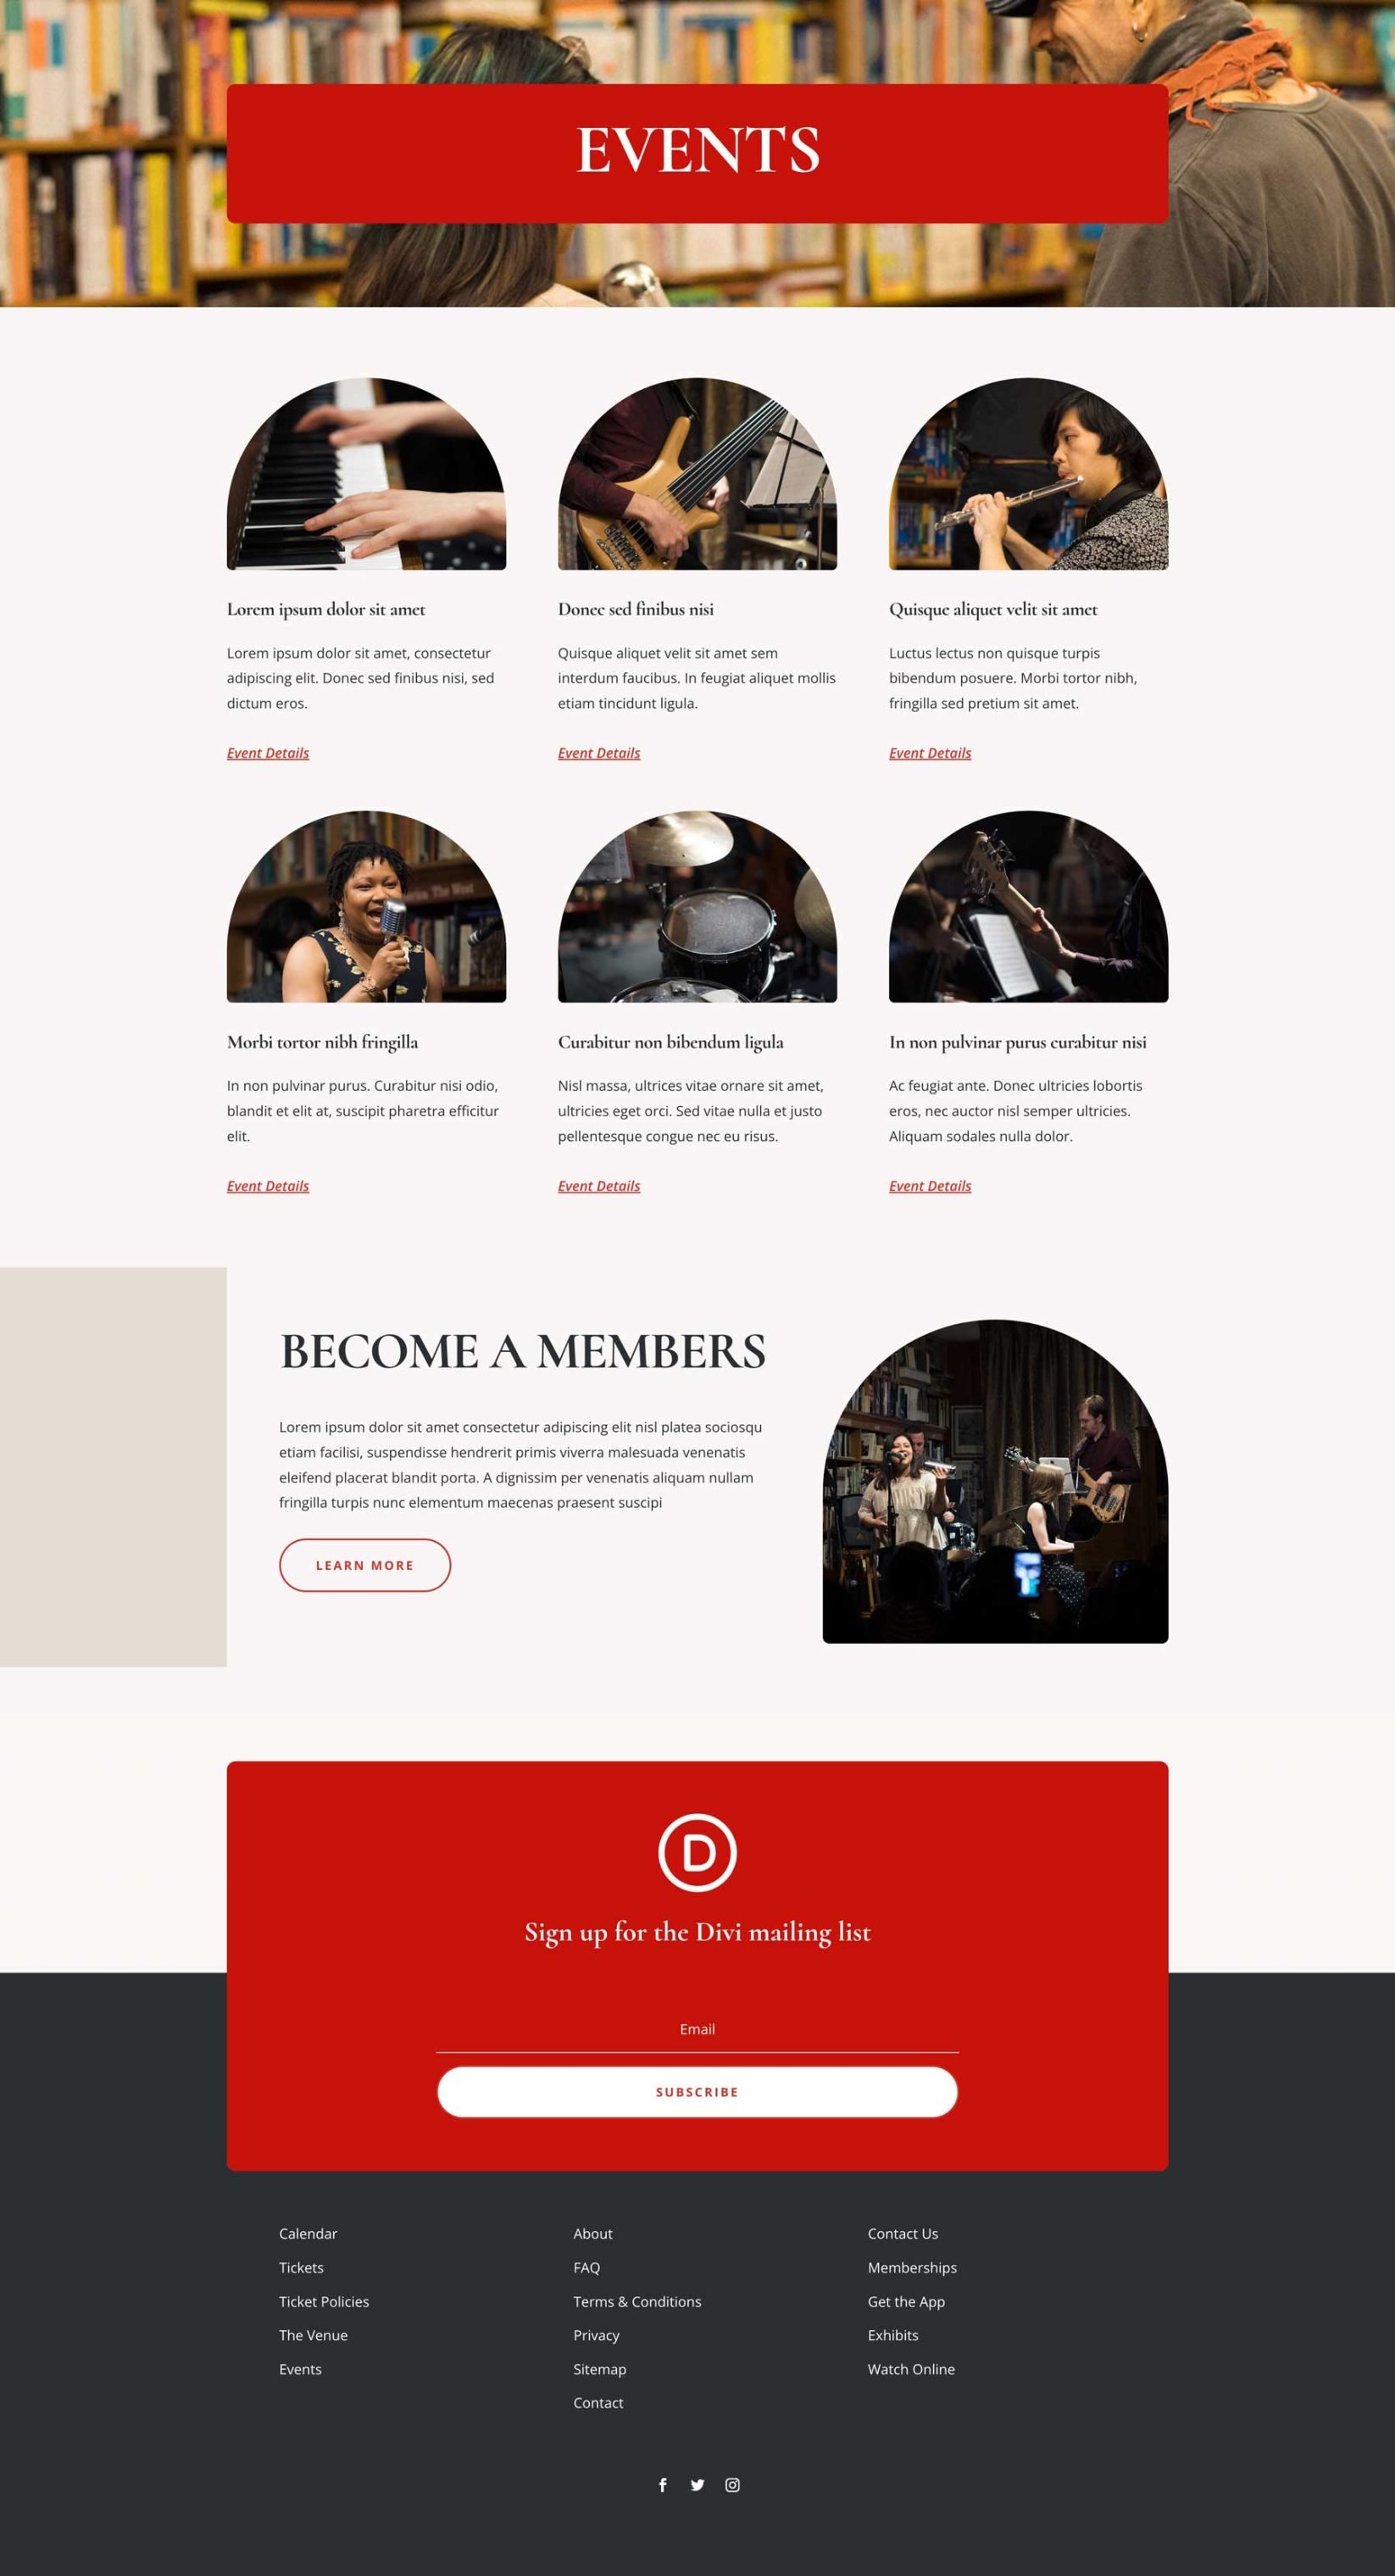 EVENTS
Lorem ipsum dolor sit amet
Lorem ipsum dolor sit amet, consectetur
adipiscing elit. Donec sed finibus nisi, sed
dictum eros.
Event Details
Donec sed finibus nisi
Quisque aliquet velit sit amet sem
interdum faucibus. In feugiat aliquet mollis
etiam tincidunt ligula.
Event Details
Quisque aliquet velit sit amet
Luctus lectus non quisque turpis
bibendum posuere. Morbi tortor nibh,
fringilla sed pretium sit amet.
Event Details
Morbi tortor nibh fringilla
In non pulvinar purus. Curabitur nisi odio,
blandit et elit at, suscipit pharetra efficitur
elit.
Event Details
Curabitur non bibendum ligula
Nisl massa, ultrices vitae ornare sit amet,
ultricies eget orci. Sed vitae nulla et justo
pellentesque congue nec eu risus.
Event Details
In non pulvinar purus curabitur nisi
Ac feugiat ante. Donec ultricies lobortis
eros, nec auctor nisl semper ultricies.
Aliquam sodales nulla dolor.
Event Details
BECOME A MEMBERS
Lorem ipsum dolor sit amet consectetur adipiscing elit nisl platea sociosqu
etiam facilisi, suspendisse hendrerit primis viverra malesuada venenatis
eleifend placerat blandit porta. A dignissim per venenatis aliquam nullam
fringilla turpis nunc elementum maecenas praesent suscipi
LEARN MORE
D
Sign up for the Divi mailing list
Email
SUBSCRIBE
Calendar
Tickets
Ticket Policies
The Venue
Events
About
FAQ
Terms & Conditions
Privacy
Sitemap
Contact
Contact Us
Memberships
Get the App
Exhibits
Watch Online